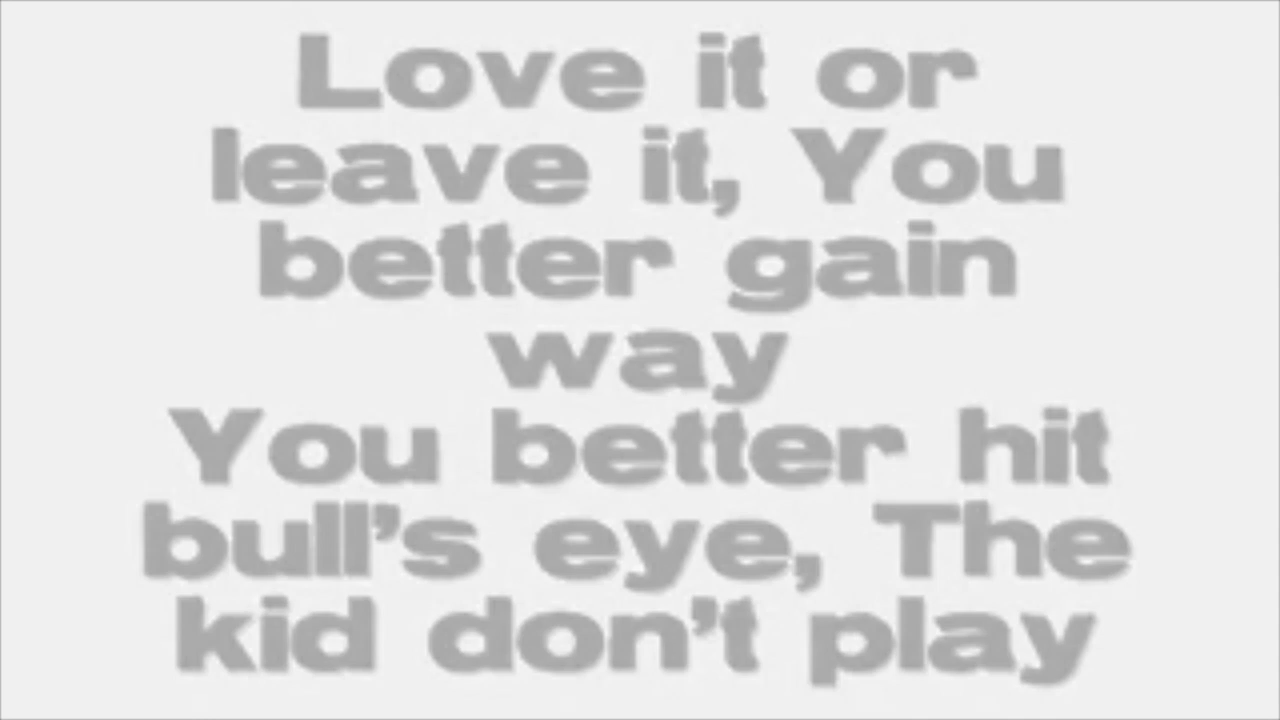 Love it or
leave it, You
better gain
way
You better hit
bull’s eye, The
kid don’t play